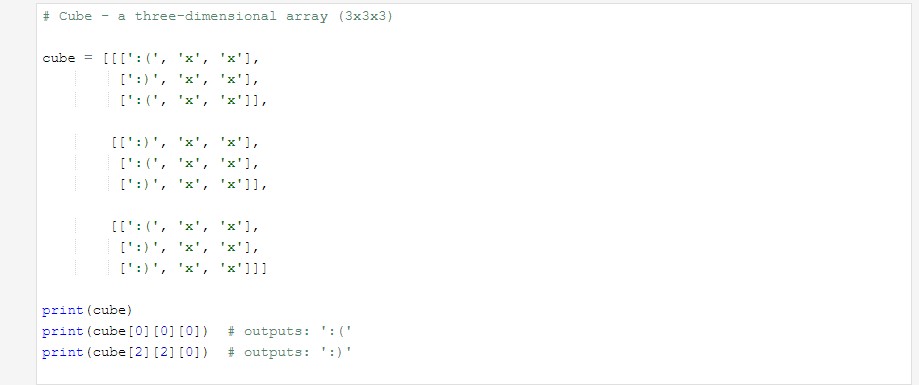 # Cube - a three-dimensional array (3x3x3)

cube = [[[':(', 'x', 'x'],
         [':)', 'x', 'x'],
         [':(', 'x', 'x']],

        [[':)', 'x', 'x'],
         [':(', 'x', 'x'],
         [':)', 'x', 'x']],

        [[':(', 'x', 'x'],
         [':)', 'x', 'x'],
         [':)', 'x', 'x']]]

print(cube)
print(cube[0][0][0])  # outputs: ':('
print(cube[2][2][0])  # outputs: ':)'